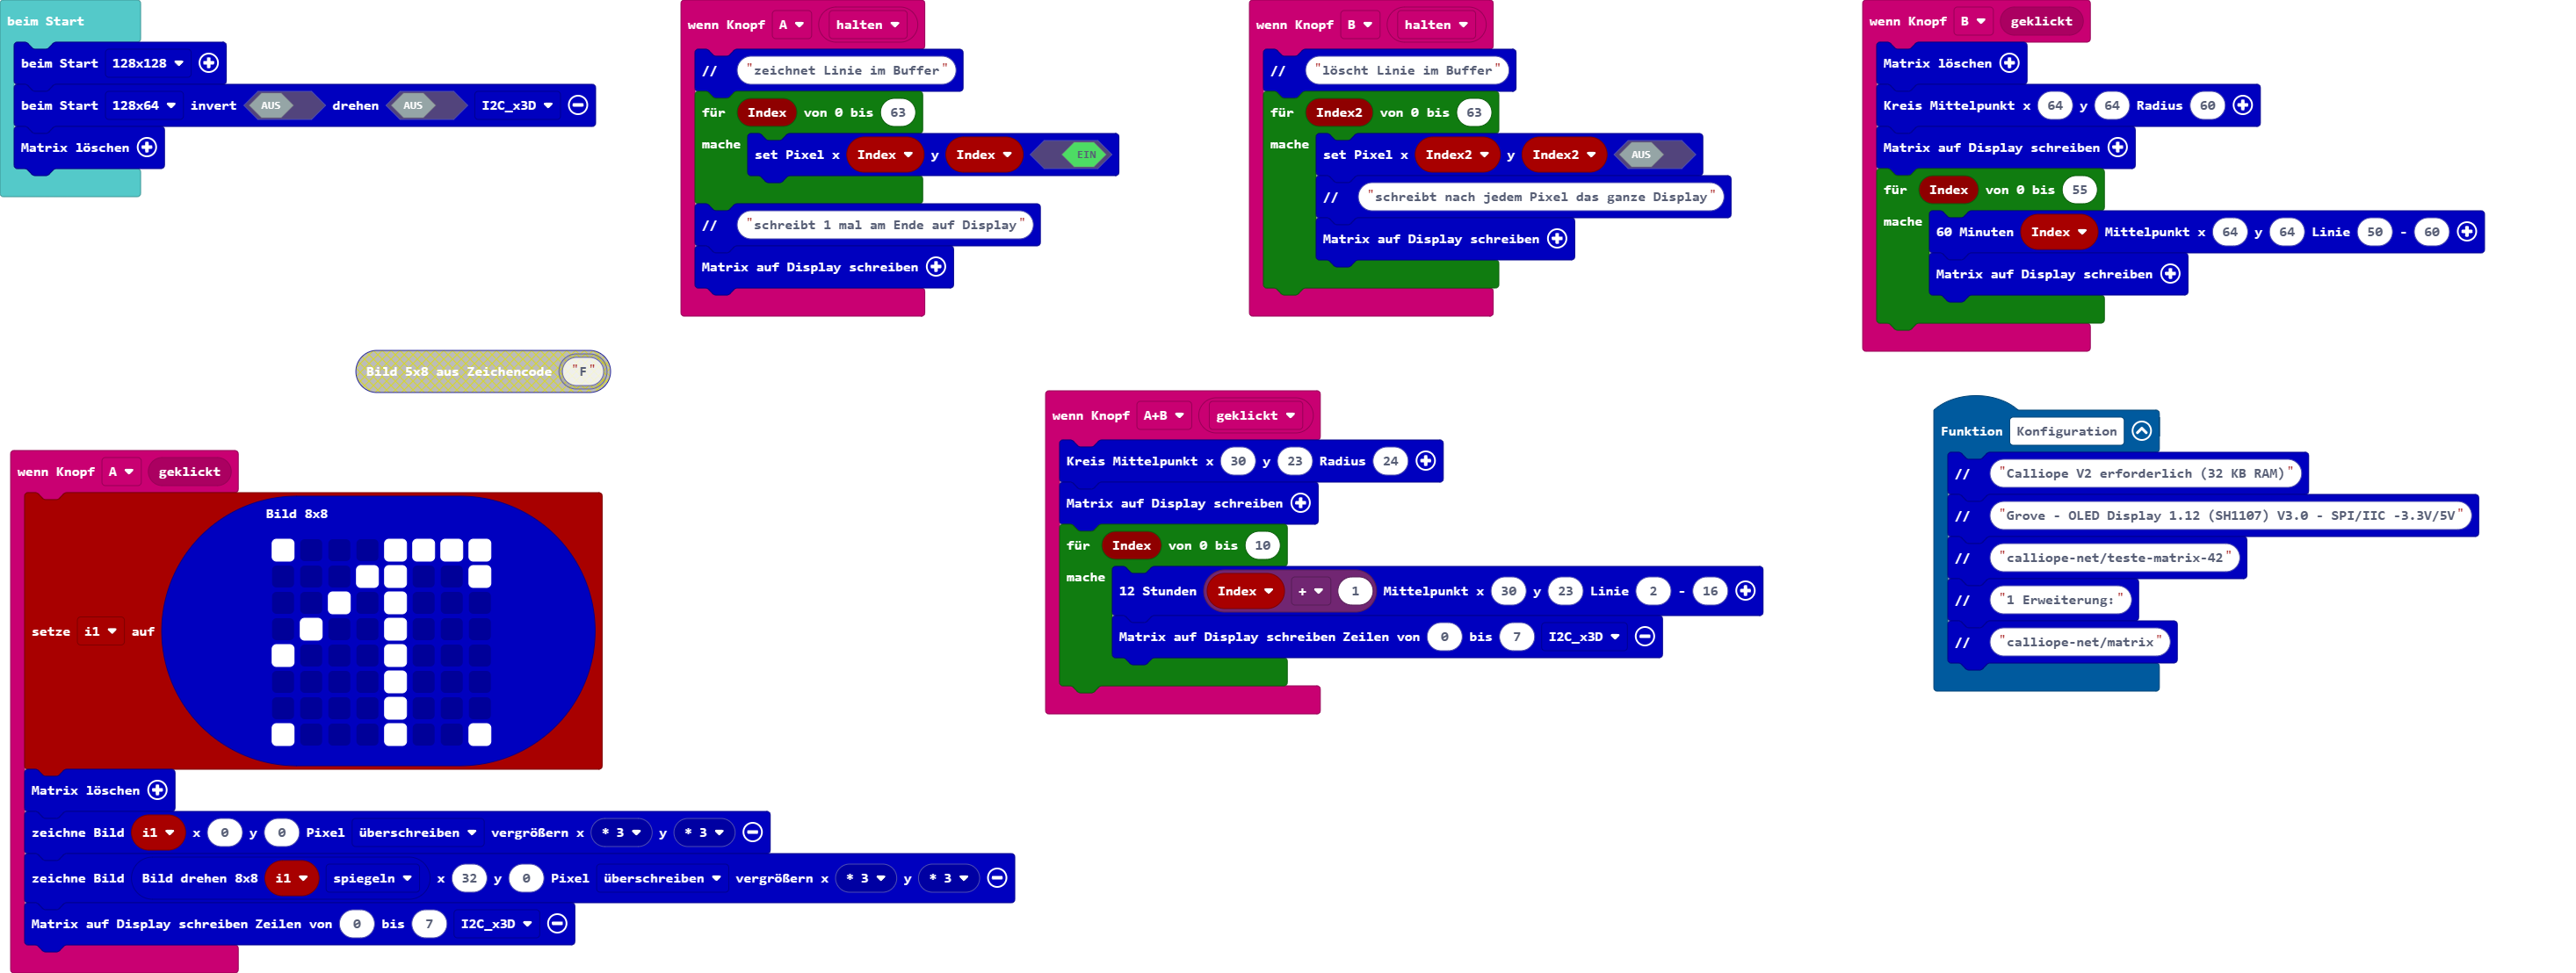 beim Start
beim Start 128x128
beim Start 128x64 invert AUS drehen AUS I2C_x3D
Matrix löschen
wenn Knopf A halten
// "zeichnet Linie im Buffer"
für Index von 0 bis 63
mache set Pixel x Index y Index EIN
// "schreibt 1 mal am Ende auf Display"
Matrix auf Display schreiben
wenn Knopf B halten
// "löscht Linie im Buffer"
für Index2 von 0 bis 63
mache set Pixel x Index2 y Index2 AUS
// "schreibt nach jedem Pixel das ganze Display"
Matrix auf Display schreiben
wenn Knopf B geklickt
Matrix löschen
Kreis Mittelpunkt x 64 y 64 Radius 60
Matrix auf Display schreiben
für Index von 0 bis 55
mache 60 Minuten Index Mittelpunkt x 64 y 64 Linie 50 - 60
Matrix auf Display schreiben
Bild 5x8 aus Zeichencode "F"
wenn Knopf A geklickt
Bild 8x8
setze i1 auf
Matrix löschen
zeichne Bild i1 x 0 y 0 Pixel überschreiben vergrößern x * 3 y * 3
zeichne Bild Bild drehen 8x8 i1 spiegeln x 32 y 0 Pixel überschreiben vergrößern x * 3 y * 3
Matrix auf Display schreiben Zeilen von 0 bis 7 I2C_x3D
wenn Knopf A+B geklickt
Kreis Mittelpunkt x 30 y 23 Radius 24
Matrix auf Display schreiben
für Index von 0 bis 10
mache 12 Stunden Index + 1 Mittelpunkt x 30 y 23 Linie 2 - 16
Matrix auf Display schreiben Zeilen von 0 bis 7 I2C_x3D
Funktion Konfiguration
// "Calliope V2 erforderlich (32 KB RAM)"
// "Grove - OLED Display 1.12 (SH1107) V3.0 - SPI/IIC -3.3V/5V"
// "calliope-net/teste-matrix-42"
// "1 Erweiterung:"
// "calliope-net/matrix"